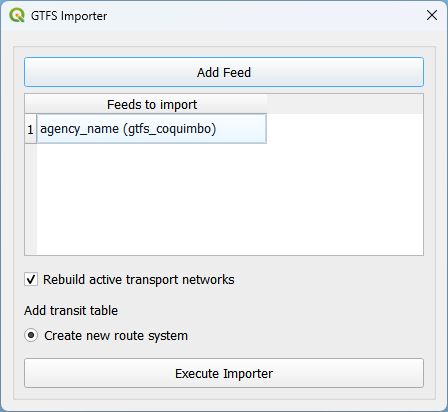 GTFS Importer
Add Feed
Feeds to import
1 agency_name (gtfs_coquimbo)
Rebuild active transport networks
Add transit table
Create new route system
Execute Importer